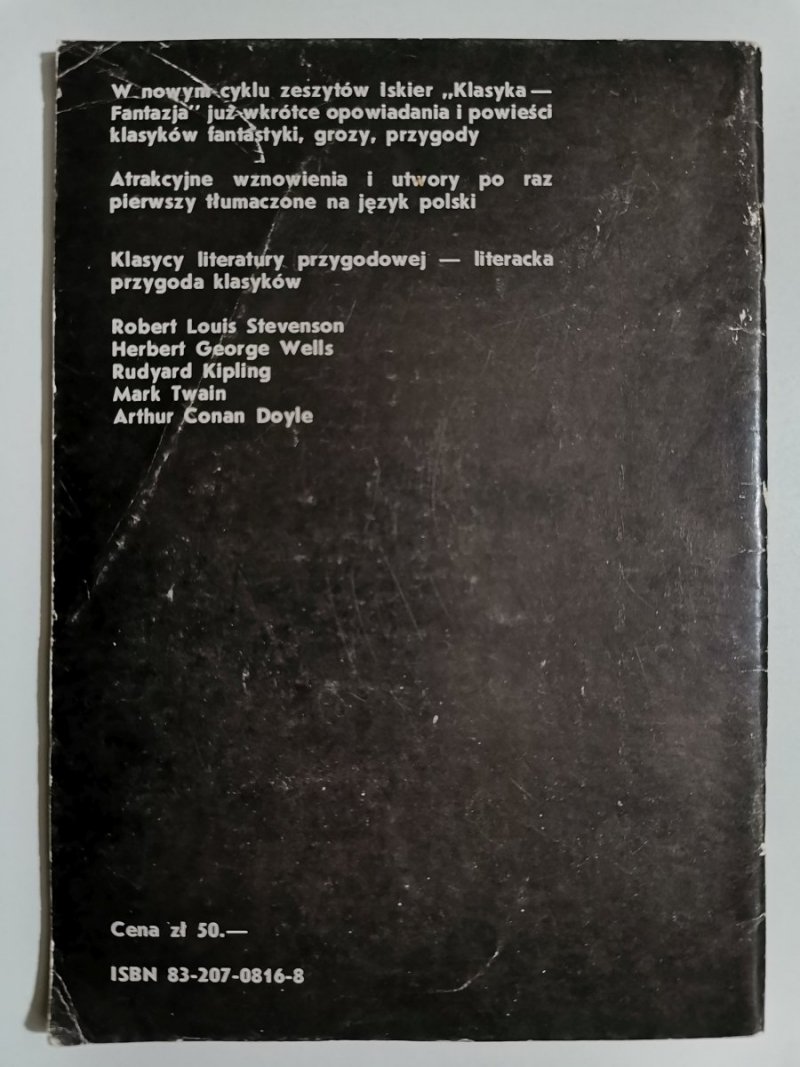 W nowym cyklu zeszytów Iskier „Klasyka —
Fantazja" już wkrótce opowiadania i powieści
klasyków fantastyki, grozy, przygody
Atrakcyjne wznowienia i utwory po raz
pierwszy tłumaczone na język polski
Klasycy literatury przygodowej — literacka
przygoda klasyków
Robert Louis Stevenson
Herbert George Wells
Rudyard Kipling
Mark Twain
Arthur Conan Doyle
Cena zł 50.—
ISBN 83-207-0816-8